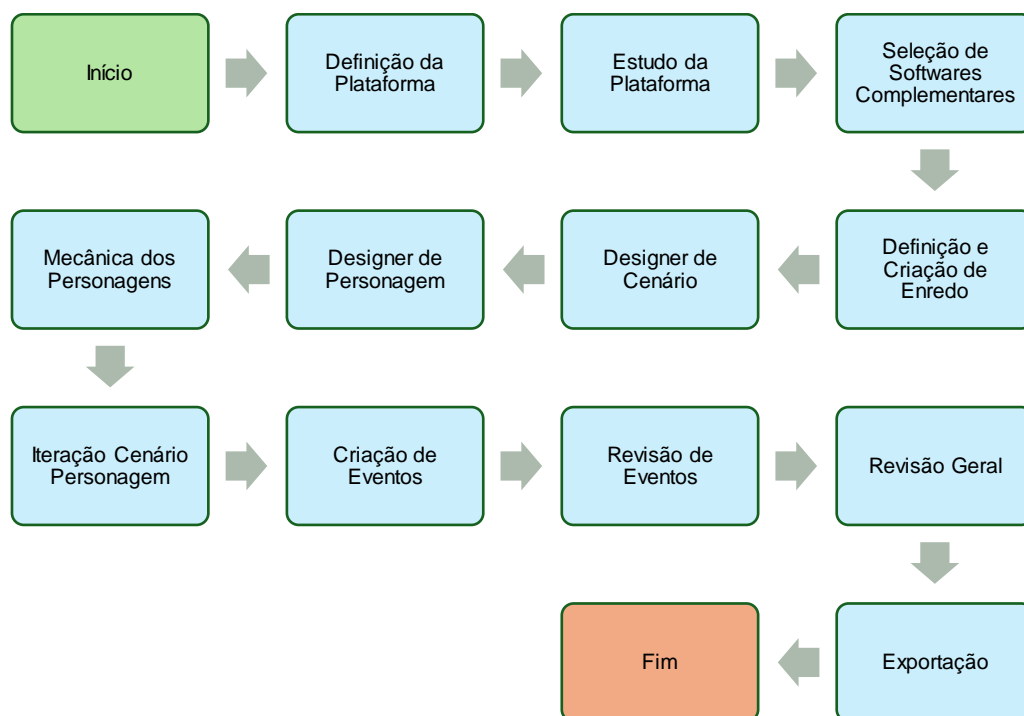 Início
Definição da
Plataforma
Estudo da
Plataforma
Seleção de
Softwares
Complementares
Mecânica dos
Personagens
Designer de
Personagem
Designer de
Cenário
Definição e
Criação de
Enredo
Iteração Cenário
Personagem
Criação de
Eventos
Revisão de
Eventos
Revisão Geral
Fim
Exportação